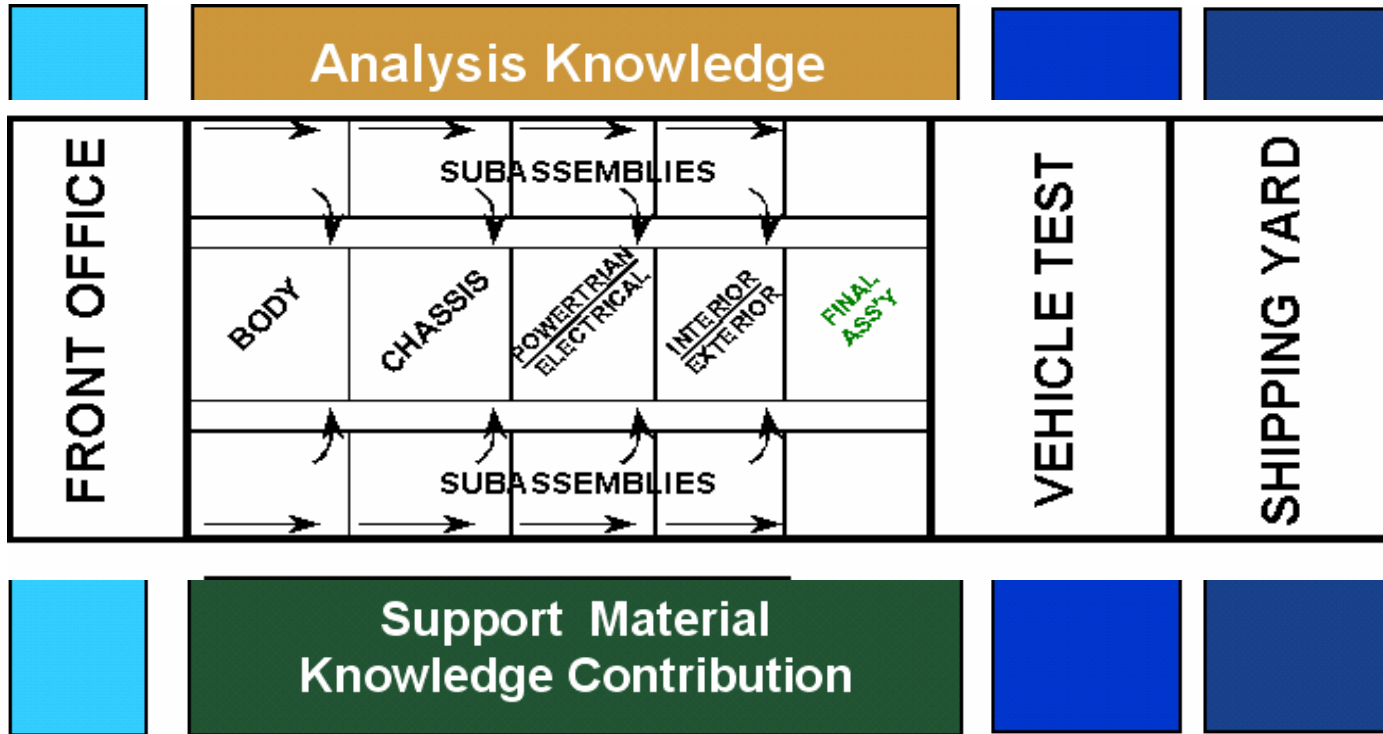 Analysis Knowledge
FRONT OFFICE
SUBASSEMBLIES
BODY
CHASSIS
POWERTRIAN
ELECTRICAL
INTERIOR
EXTERIOR
FINAL
ASS'Y
SUBASSEMBLIES
VEHICLE TEST
SHIPPING YARD
Support Material
Knowledge Contribution